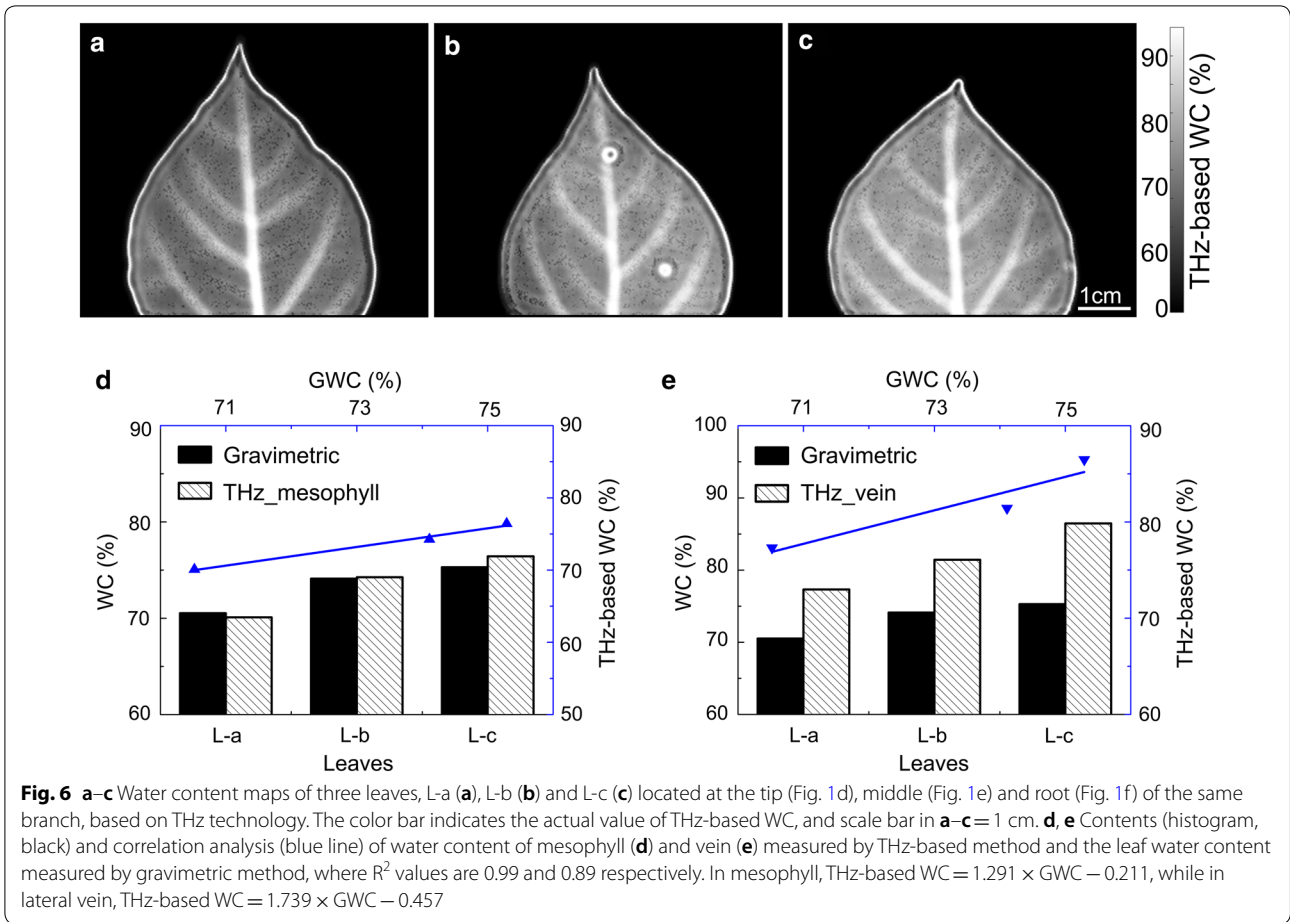 a
b
c
90
80
70
60
0
THz-based WC (%)
1cm
d
GWC (%)
71 73 75
90
80
70
60
WC (%)
Gravimetric
THz_mesophyll
90
80
70
60
50
THz-based WC (%)
L-a L-b L-c
Leaves
e
GWC (%)
71 73 75
100
90
80
70
60
WC (%)
Gravimetric
THz_vein
90
80
70
60
THz-based WC (%)
L-a L-b L-c
Leaves
Fig. 6 a–c Water content maps of three leaves, L-a (a), L-b (b) and L-c (c) located at the tip (Fig. 1d), middle (Fig. 1e) and root (Fig. 1f) of the same
branch, based on THz technology. The color bar indicates the actual value of THz-based WC, and scale bar in a–c = 1 cm. d, e Contents (histogram,
black) and correlation analysis (blue line) of water content of mesophyll (d) and vein (e) measured by THz-based method and the leaf water content
measured by gravimetric method, where R² values are 0.99 and 0.89 respectively. In mesophyll, THz-based WC = 1.291 × GWC − 0.211, while in
lateral vein, THz-based WC = 1.739 × GWC − 0.457